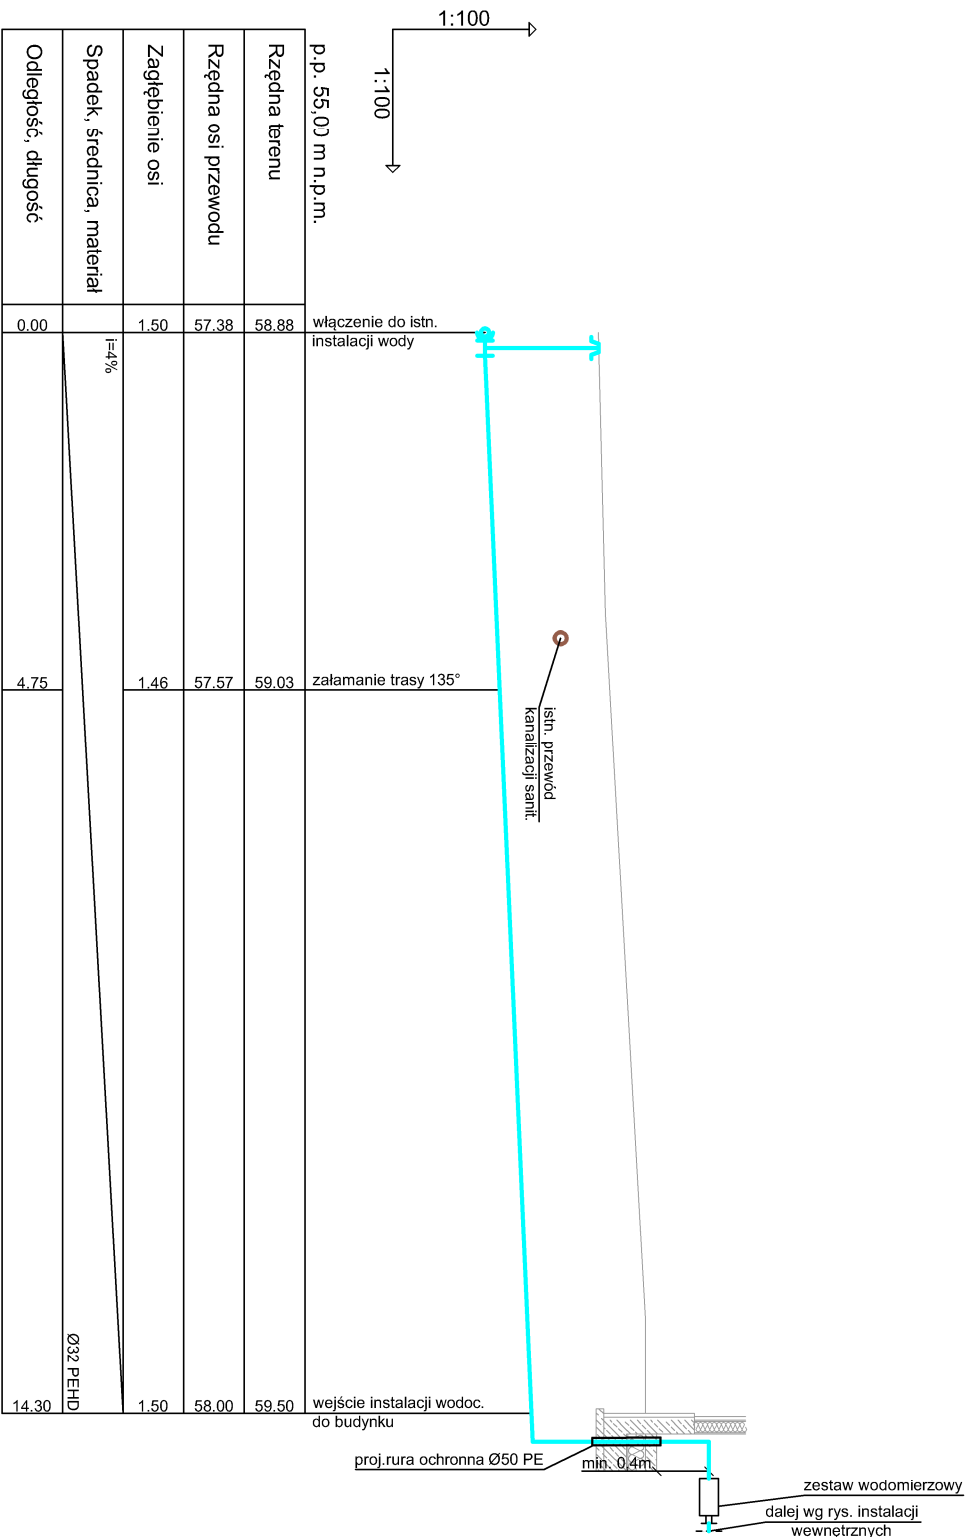 1:100
1:100
p.p. 55,00 m n.p.m.
Rzędna terenu
Rzędna osi przewodu
Zagłębienie osi
Spadek, średnica, materiał
Odległość, długość
0.00
1.50
57.38
58.88
włączenie do istn.
instalacji wody
i=4%
4.75
1.46
57.57
59.03
załamanie trasy 135°
istn. przewód
kanalizacji sanit.
Ø32 PEHD
14.30
1.50
58.00
59.50
wejście instalacji wodoc.
do budynku
proj.rura ochronna Ø50 PE
min. 0,4m
zestaw wodomierzowy
dalej wg rys. instalacji
wewnętrznych